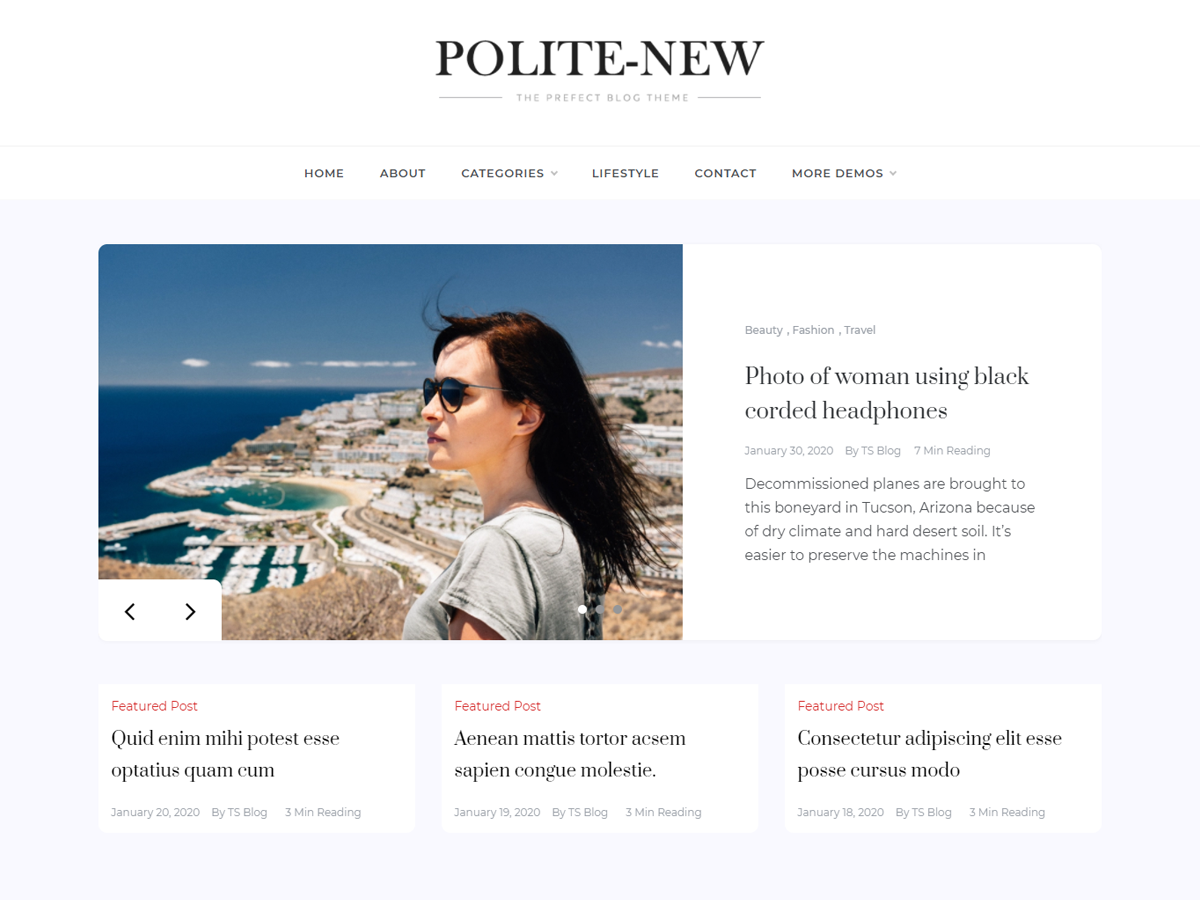 POLITE-NEW
THE PREFECT BLOG THEME
HOME ABOUT CATEGORIES LIFESTYLE CONTACT MORE DEMOS
Beauty , Fashion , Travel
Photo of woman using black
corded headphones
January 30, 2020 By TS Blog 7 Min Reading
Decommissioned planes are brought to
this boneyard in Tucson, Arizona because
of dry climate and hard desert soil. It's
easier to preserve the machines in
Featured Post
Quid enim mihi potest esse
optatius quam cum
January 20, 2020 By TS Blog 3 Min Reading
Featured Post
Aenean mattis tortor acsem
sapien congue molestie.
January 19, 2020 By TS Blog 3 Min Reading
Featured Post
Consectetur adipiscing elit esse
posse cursus modo
January 18, 2020 By TS Blog 3 Min Reading